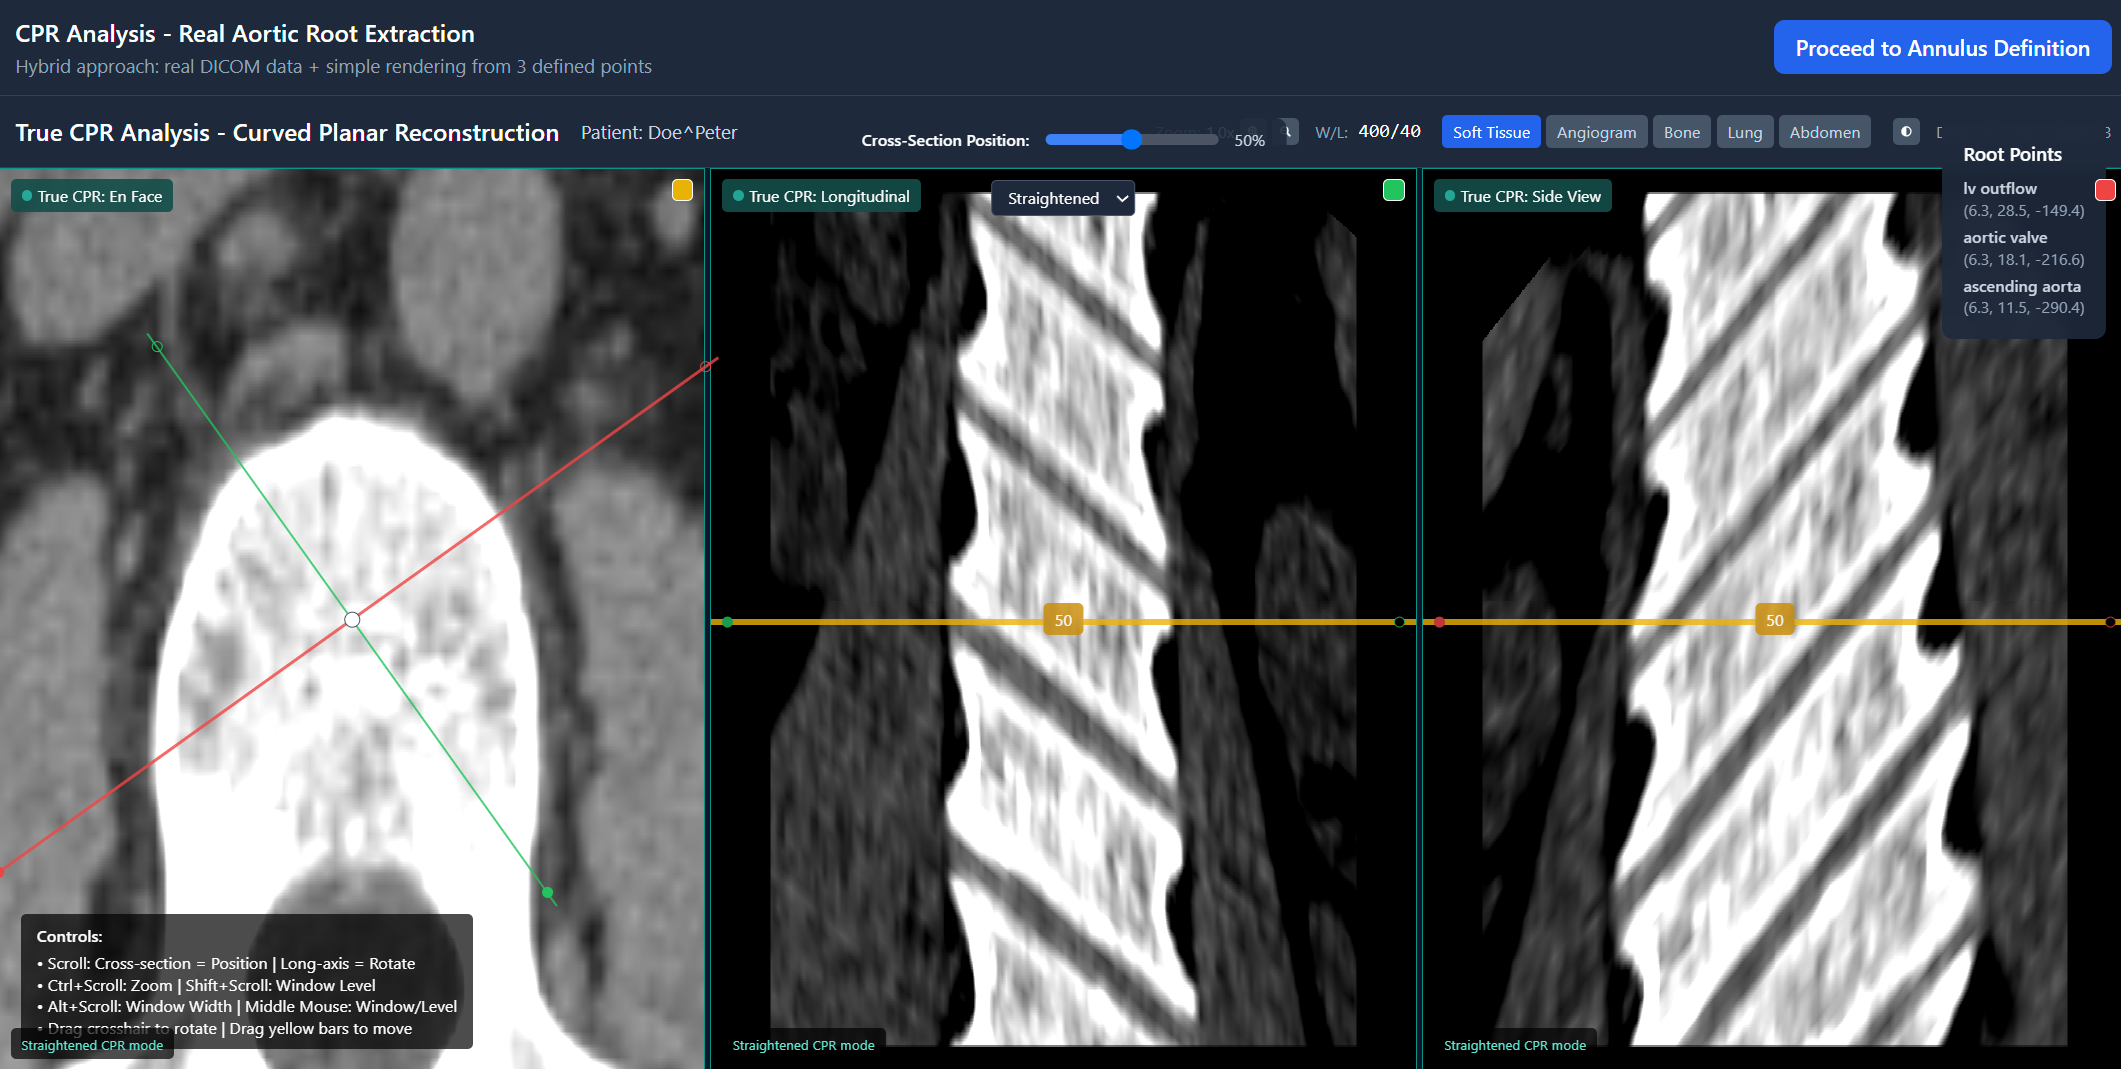 CPR Analysis - Real Aortic Root Extraction
Hybrid approach: real DICOM data + simple rendering from 3 defined points
Proceed to Annulus Definition
True CPR Analysis - Curved Planar Reconstruction
Patient: Doe^Peter
Cross-Section Position:
50%
Zoom: 1.0x
W/L: 400/40
Soft Tissue
Angiogram
Bone
Lung
Abdomen
Root Points
lv outflow
(6.3, 28.5, -149.4)
aortic valve
(6.3, 18.1, -216.6)
ascending aorta
(6.3, 11.5, -290.4)
True CPR: En Face
True CPR: Longitudinal
Straightened
True CPR: Side View
50
50
Controls:
• Scroll: Cross-section = Position | Long-axis = Rotate
• Ctrl+Scroll: Zoom | Shift+Scroll: Window Level
• Alt+Scroll: Window Width | Middle Mouse: Window/Level
• Drag crosshair to rotate | Drag yellow bars to move
Straightened CPR mode
Straightened CPR mode
Straightened CPR mode